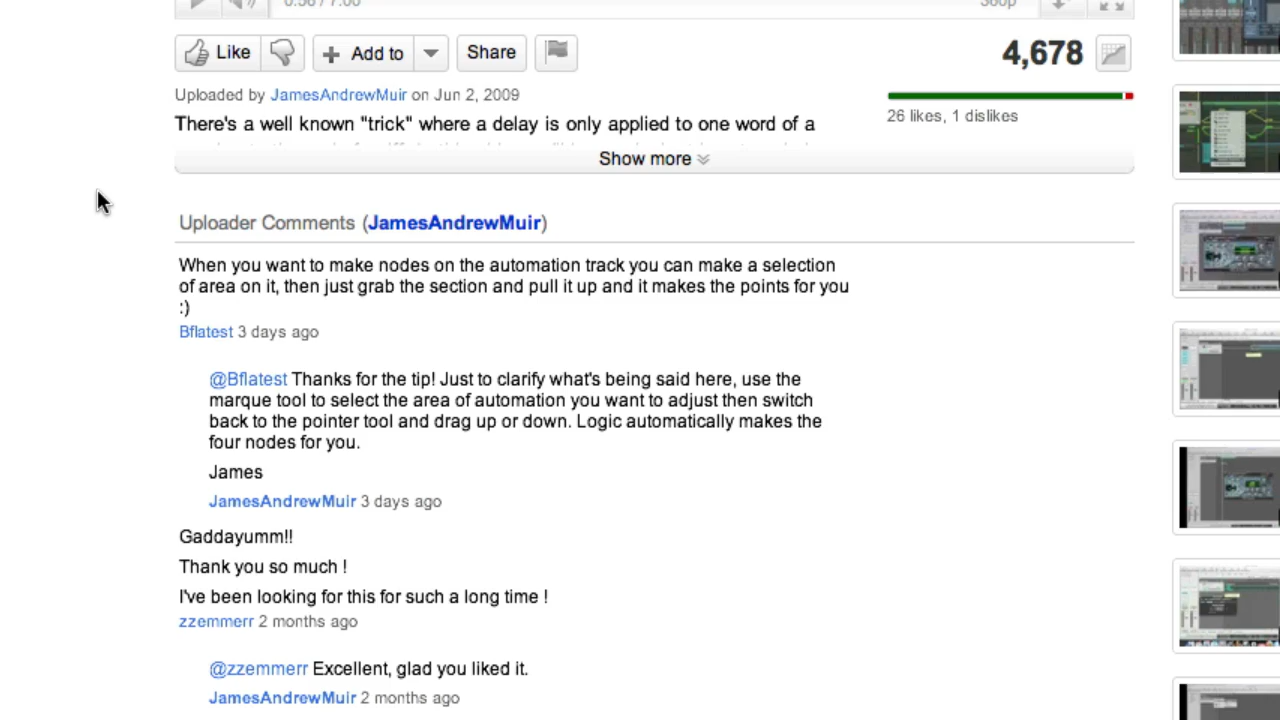 0:56 / 7:00
360p
Like
Add to
Share
4,678
Uploaded by JamesAndrewMuir on Jun 2, 2009
26 likes, 1 dislikes
There's a well known "trick" where a delay is only applied to one word of a
Show more
Uploader Comments (JamesAndrewMuir)
When you want to make nodes on the automation track you can make a selection
of area on it, then just grab the section and pull it up and it makes the points for you
:)
Bflatest 3 days ago
@Bflatest Thanks for the tip! Just to clarify what's being said here, use the
marque tool to select the area of automation you want to adjust then switch
back to the pointer tool and drag up or down. Logic automatically makes the
four nodes for you.
James
JamesAndrewMuir 3 days ago
Gaddayumm!!
Thank you so much !
I've been looking for this for such a long time !
zzemmerr 2 months ago
@zzemmerr Excellent, glad you liked it.
JamesAndrewMuir 2 months ago